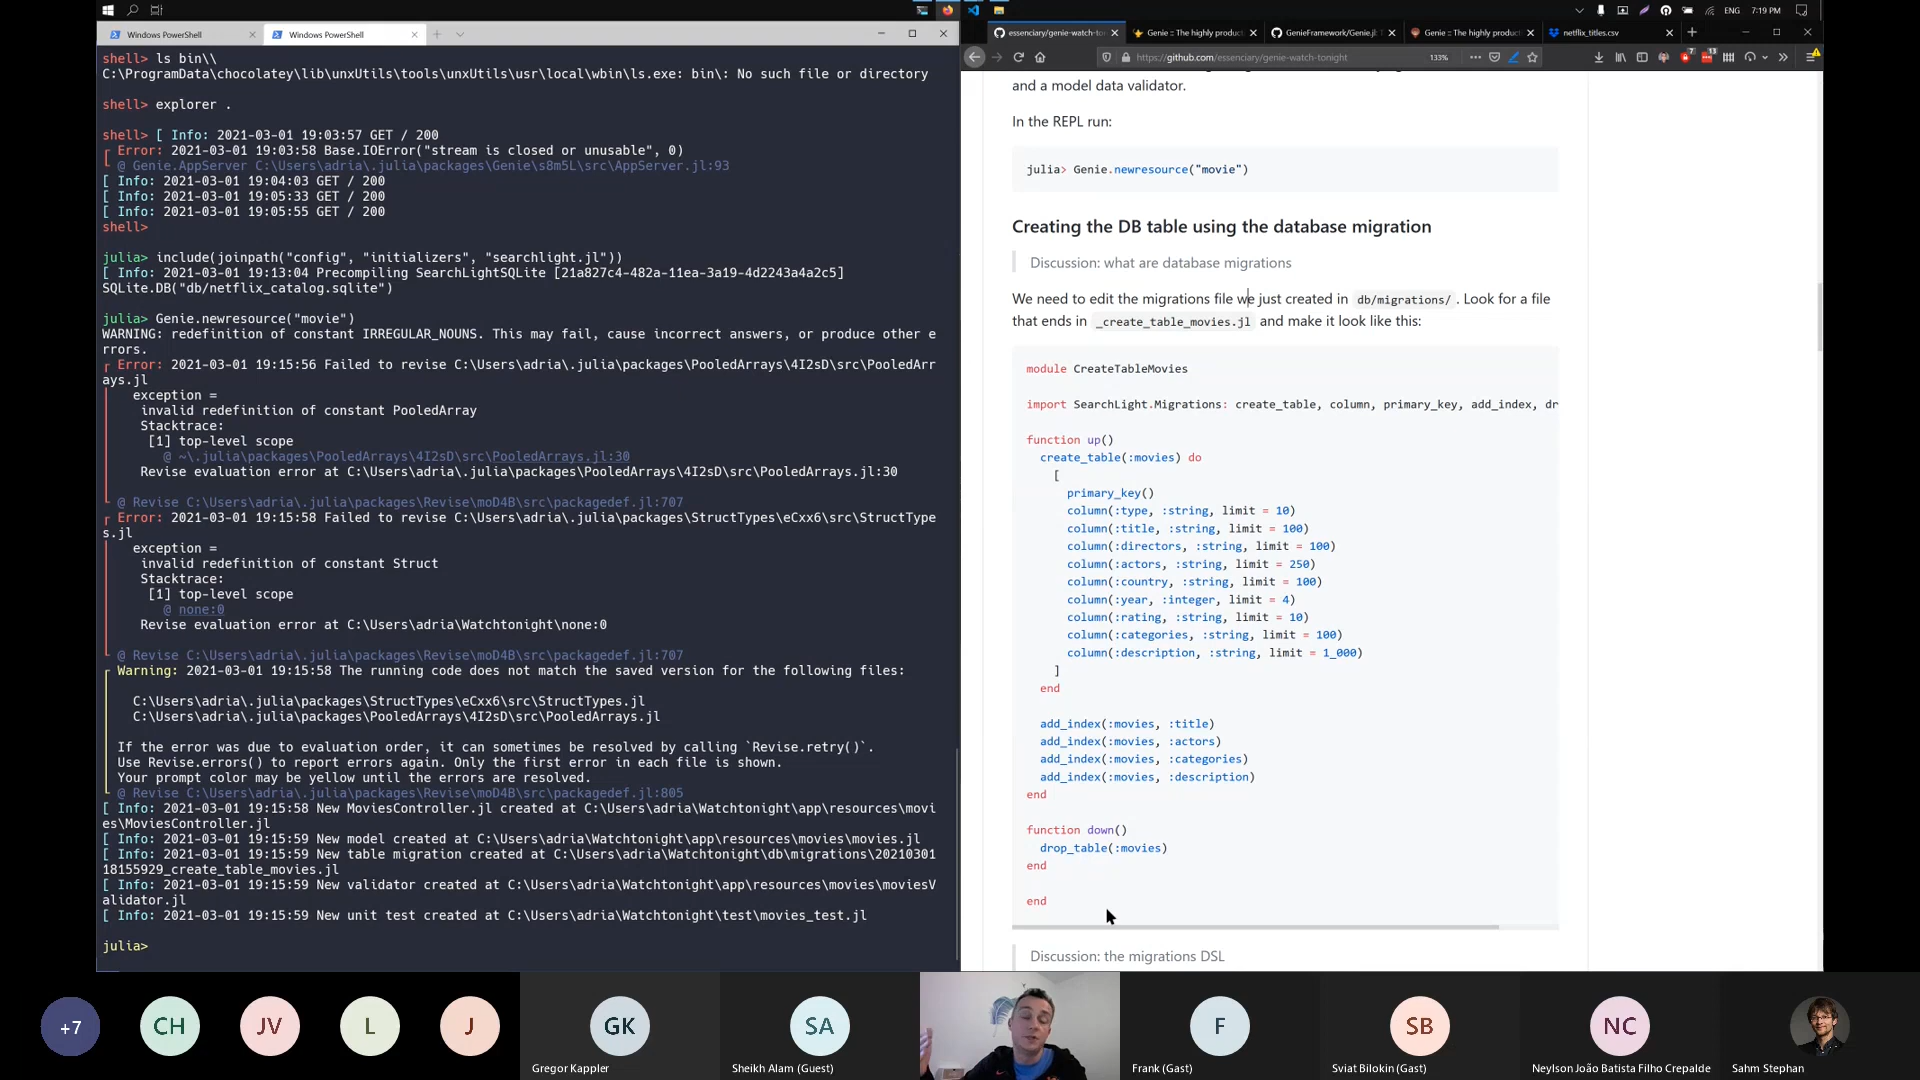 Windows PowerShell
Windows PowerShell
shell> ls bin\\
C:\ProgramData\chocolatey\lib\unxUtils\tools\unxUtils\usr\local\wbin\ls.exe: bin\: No such file or directory
shell> explorer .
shell> [ Info: 2021-03-01 19:03:57 GET / 200
Error: 2021-03-01 19:03:58 Base.IOError("stream is closed or unusable", 0)
@ Genie.AppServer C:\Users\adria\.julia\packages\Genie\s8m5L\src\AppServer.jl:93
[ Info: 2021-03-01 19:04:03 GET / 200
[ Info: 2021-03-01 19:05:33 GET / 200
[ Info: 2021-03-01 19:05:55 GET / 200
shell>
julia> include(joinpath("config", "initializers", "searchlight.jl"))
[ Info: 2021-03-01 19:13:04 Precompiling SearchLightSQLite [21a827c4-482a-11ea-3a19-4d2243a4a2c5]
SQLite.DB("db/netflix_catalog.sqlite")
julia> Genie.newresource("movie")
WARNING: redefinition of constant IRREGULAR_NOUNS. This may fail, cause incorrect answers, or produce other e
rrors.
Error: 2021-03-01 19:15:56 Failed to revise C:\Users\adria\.julia\packages\PooledArrays\4I2sD\src\PooledArr
ays.jl
exception =
invalid redefinition of constant PooledArray
Stacktrace:
[1] top-level scope
@ ~\.julia\packages\PooledArrays\4I2sD\src\PooledArrays.jl:30
Revise evaluation error at C:\Users\adria\.julia\packages\PooledArrays\4I2sD\src\PooledArrays.jl:30
@ Revise C:\Users\adria\.julia\packages\Revise\moD4B\src\packagedef.jl:707
Error: 2021-03-01 19:15:58 Failed to revise C:\Users\adria\.julia\packages\StructTypes\eCxx6\src\StructType
s.jl
exception =
invalid redefinition of constant Struct
Stacktrace:
[1] top-level scope
@ none:0
Revise evaluation error at C:\Users\adria\Watchtonight\none:0
@ Revise C:\Users\adria\.julia\packages\Revise\moD4B\src\packagedef.jl:707
Warning: 2021-03-01 19:15:58 The running code does not match the saved version for the following files:
C:\Users\adria\.julia\packages\StructTypes\eCxx6\src\StructTypes.jl
C:\Users\adria\.julia\packages\PooledArrays\4I2sD\src\PooledArrays.jl
If the error was due to evaluation order, it can sometimes be resolved by calling `Revise.retry()`.
Use Revise.errors() to report errors again. Only the first error in each file is shown.
Your prompt color may be yellow until the errors are resolved.
@ Revise C:\Users\adria\.julia\packages\Revise\moD4B\src\packagedef.jl:805
[ Info: 2021-03-01 19:15:58 New MoviesController.jl created at C:\Users\adria\Watchtonight\app\resources\movi
es\MoviesController.jl
[ Info: 2021-03-01 19:15:59 New model created at C:\Users\adria\Watchtonight\app\resources\movies\movies.jl
[ Info: 2021-03-01 19:15:59 New table migration created at C:\Users\adria\Watchtonight\db\migrations\20210301
18155929_create_table_movies.jl
[ Info: 2021-03-01 19:15:59 New validator created at C:\Users\adria\Watchtonight\app\resources\movies\moviesV
alidator.jl
[ Info: 2021-03-01 19:15:59 New unit test created at C:\Users\adria\Watchtonight\test\movies_test.jl
julia>
ENG 7:19 PM
essenciary/genie-watch-to
Genie :: The highly product
GenieFramework/Genie.jl: T
Genie :: The highly product
netflix_titles.csv
https://github.com/essenciary/genie-watch-tonight
133%
and a model data validator.
In the REPL run:
julia> Genie.newresource("movie")
Creating the DB table using the database migration
Discussion: what are database migrations
We need to edit the migrations file we just created in db/migrations/ . Look for a file
that ends in _create_table_movies.jl and make it look like this:
module CreateTableMovies
import SearchLight.Migrations: create_table, column, primary_key, add_index, dr
function up()
create_table(:movies) do
[
primary_key()
column(:type, :string, limit = 10)
column(:title, :string, limit = 100)
column(:directors, :string, limit = 100)
column(:actors, :string, limit = 250)
column(:country, :string, limit = 100)
column(:year, :integer, limit = 4)
column(:rating, :string, limit = 10)
column(:categories, :string, limit = 100)
column(:description, :string, limit = 1_000)
]
end
add_index(:movies, :title)
add_index(:movies, :actors)
add_index(:movies, :categories)
add_index(:movies, :description)
end
function down()
drop_table(:movies)
end
end
Discussion: the migrations DSL
+7
CH
JV
L
J
GK
SA
F
SB
NC
Gregor Kappler
Sheikh Alam (Guest)
Frank (Gast)
Sviat Bilokin (Gast)
Neylson João Batista Filho Crepalde
Sahm Stephan